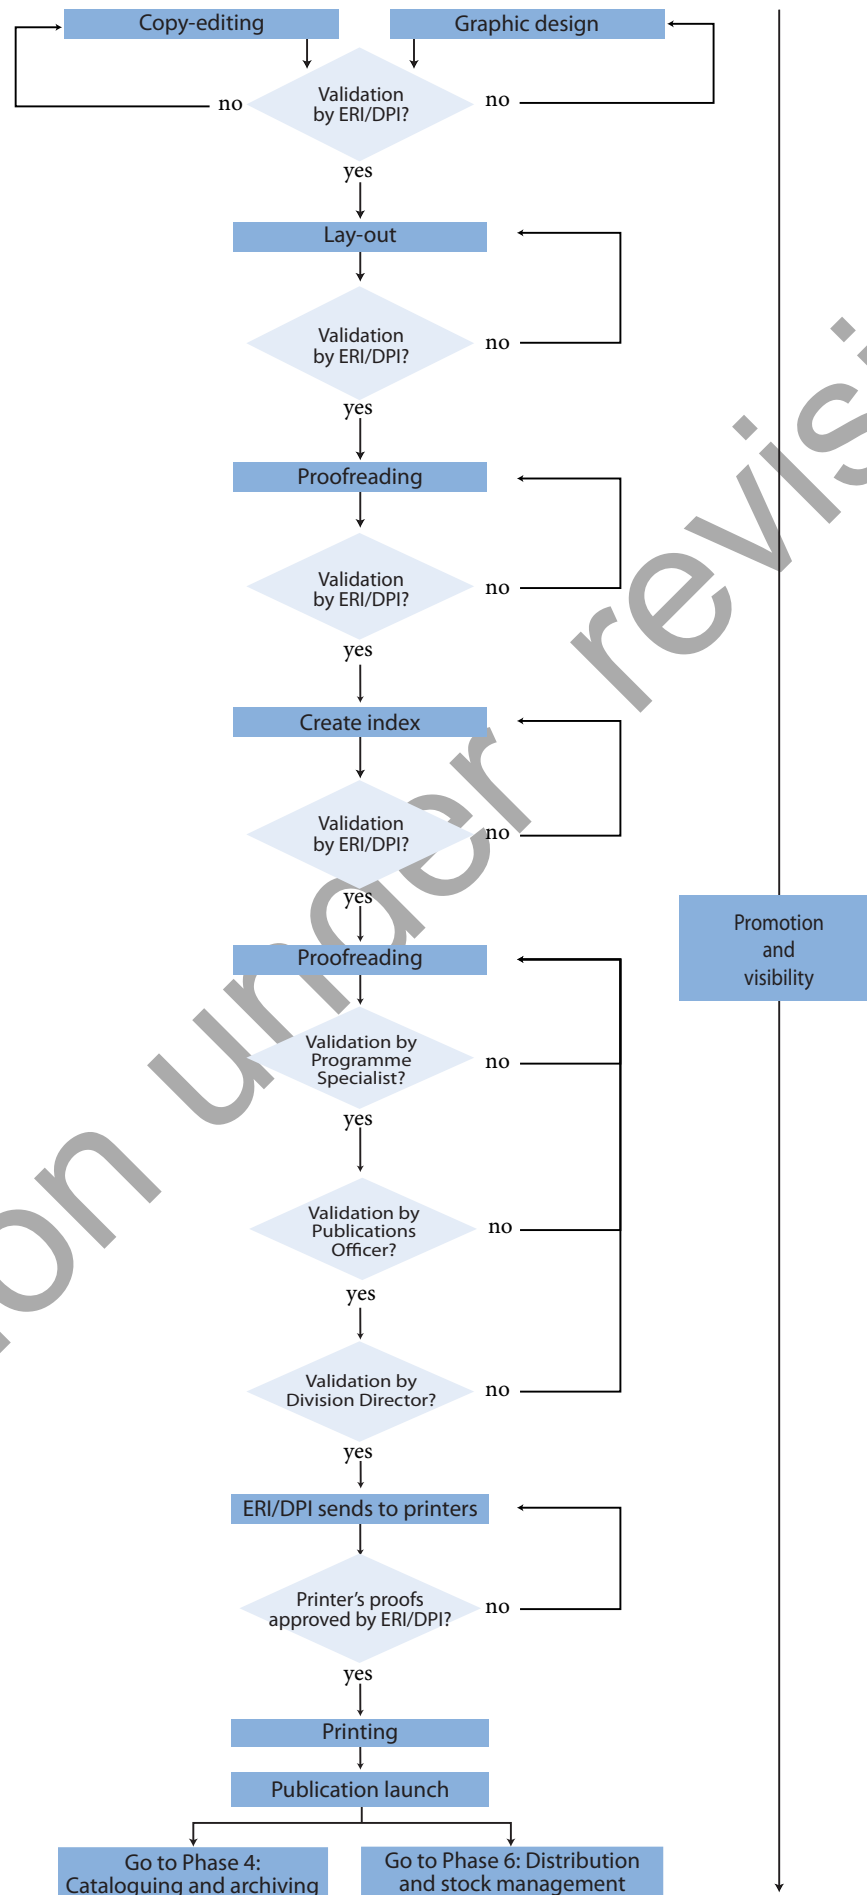 Copy-editing
Graphic design
Validation
by ERI/DPI?
no
no
yes
Lay-out
Validation
by ERI/DPI?
no
yes
Proofreading
Validation
by ERI/DPI?
no
yes
Create index
Validation
by ERI/DPI?
no
yes
Proofreading
Promotion
and
visibility
Validation by
Programme
Specialist?
no
yes
Validation by
Publications
Officer?
no
yes
Validation by
Division Director?
no
yes
ERI/DPI sends to printers
Printer's proofs
approved by ERI/DPI?
no
yes
Printing
Publication launch
Go to Phase 4:
Cataloguing and archiving
Go to Phase 6: Distribution
and stock management
on under revisi